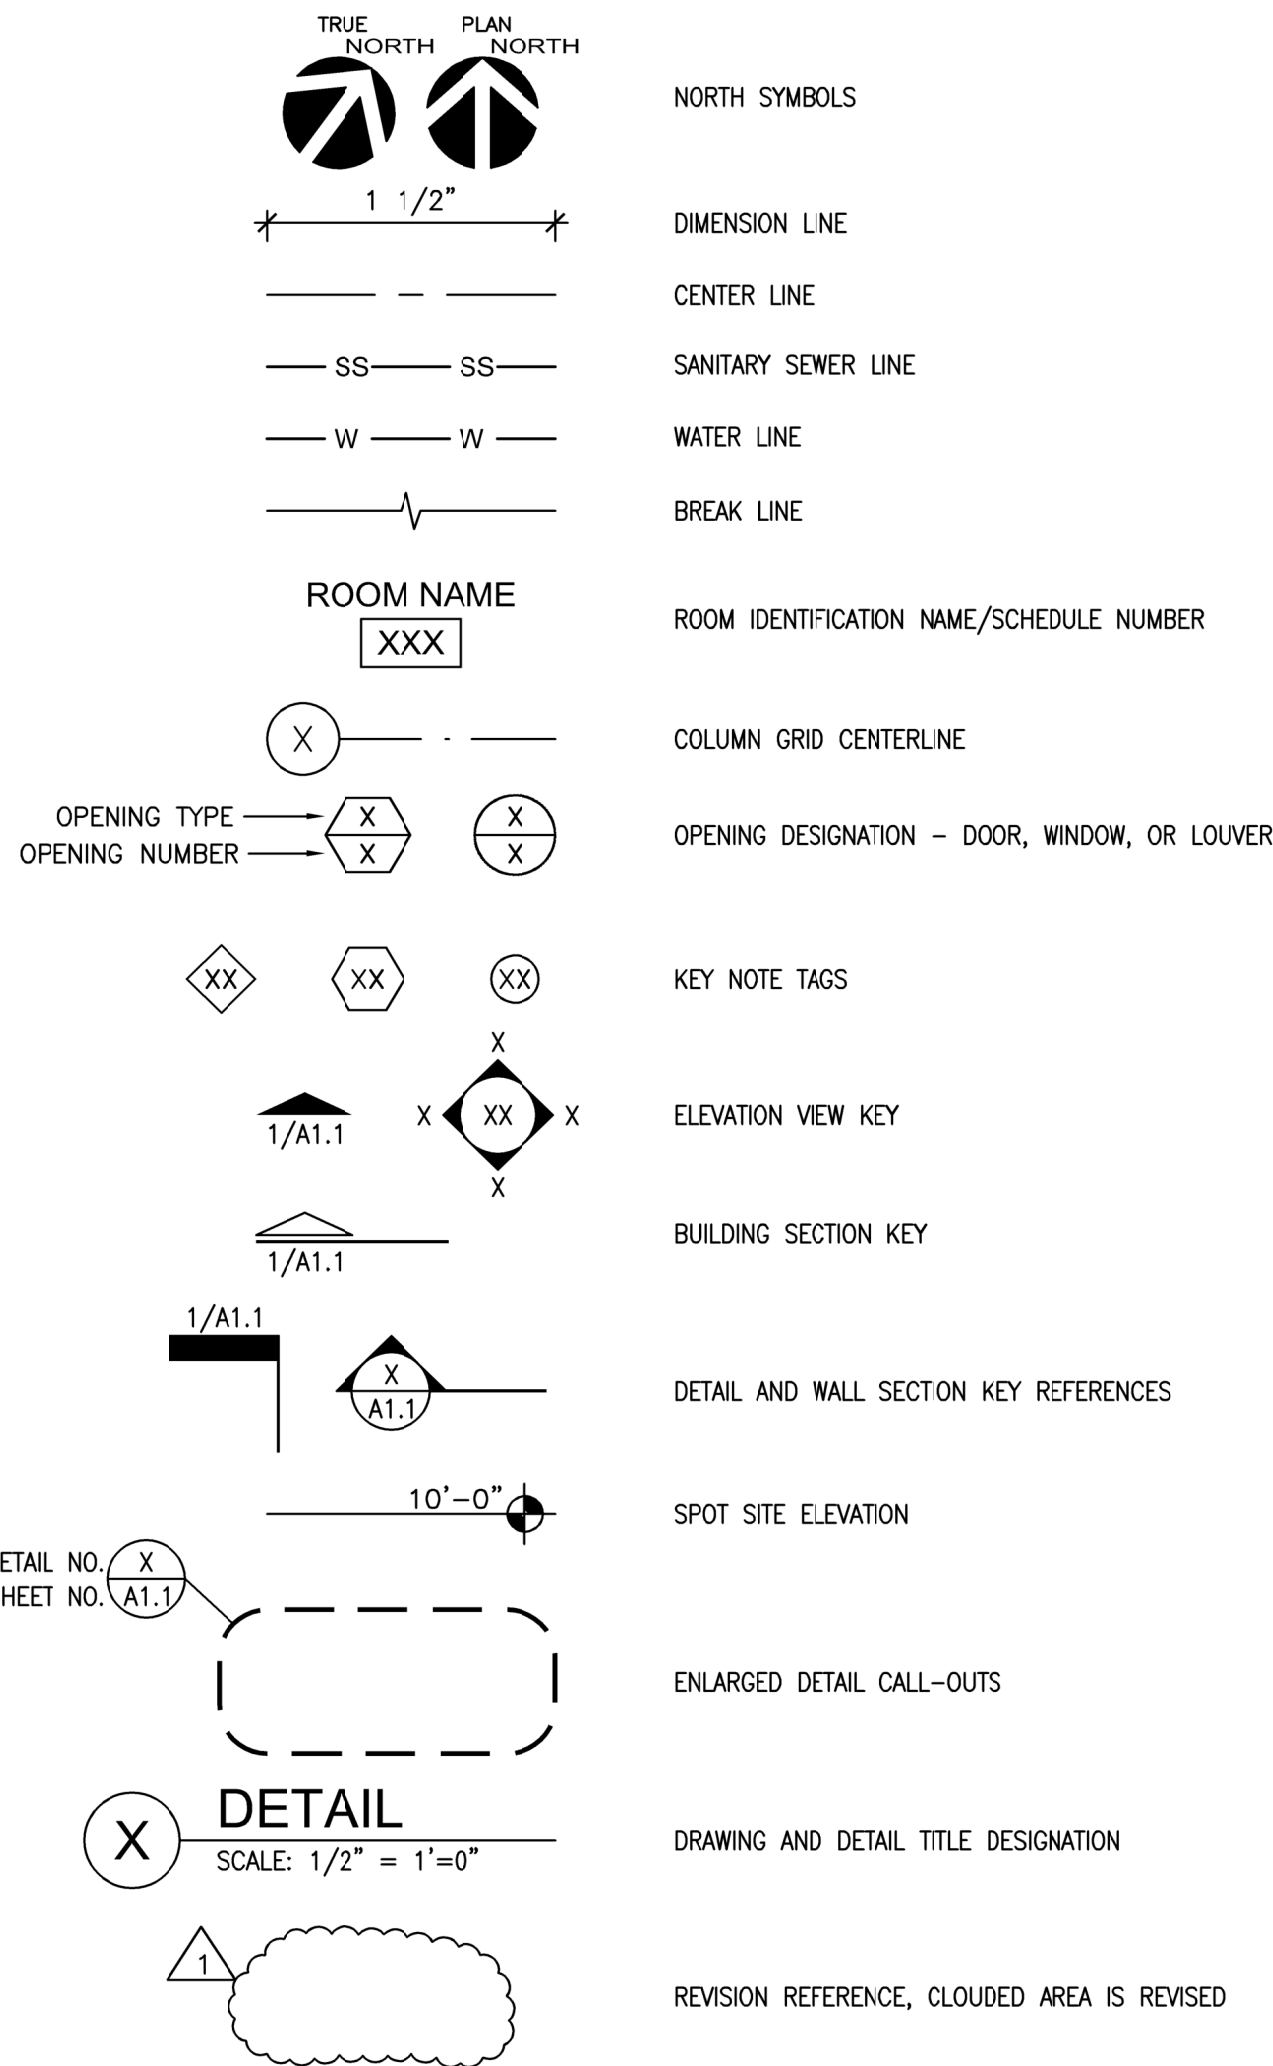 TRUE
NORTH
PLAN
NORTH
NORTH SYMBOLS
1 1/2"
DIMENSION LINE
CENTER LINE
SS SS
SANITARY SEWER LINE
W W
WATER LINE
BREAK LINE
ROOM NAME
XXX
ROOM IDENTIFICATION NAME/SCHEDULE NUMBER
X
COLUMN GRID CENTERLINE
OPENING TYPE X X
OPENING NUMBER X X
OPENING DESIGNATION – DOOR, WINDOW, OR LOUVER
XX XX XX
KEY NOTE TAGS
X
X XX X
X
1/A1.1
ELEVATION VIEW KEY
1/A1.1
BUILDING SECTION KEY
1/A1.1
X
A1.1
DETAIL AND WALL SECTION KEY REFERENCES
10'-0"
SPOT SITE ELEVATION
ETAIL NO. X
HEET NO. A1.1
ENLARGED DETAIL CALL-OUTS
X
DETAIL
SCALE: 1/2" = 1'=0"
DRAWING AND DETAIL TITLE DESIGNATION
1
REVISION REFERENCE, CLOUDED AREA IS REVISED